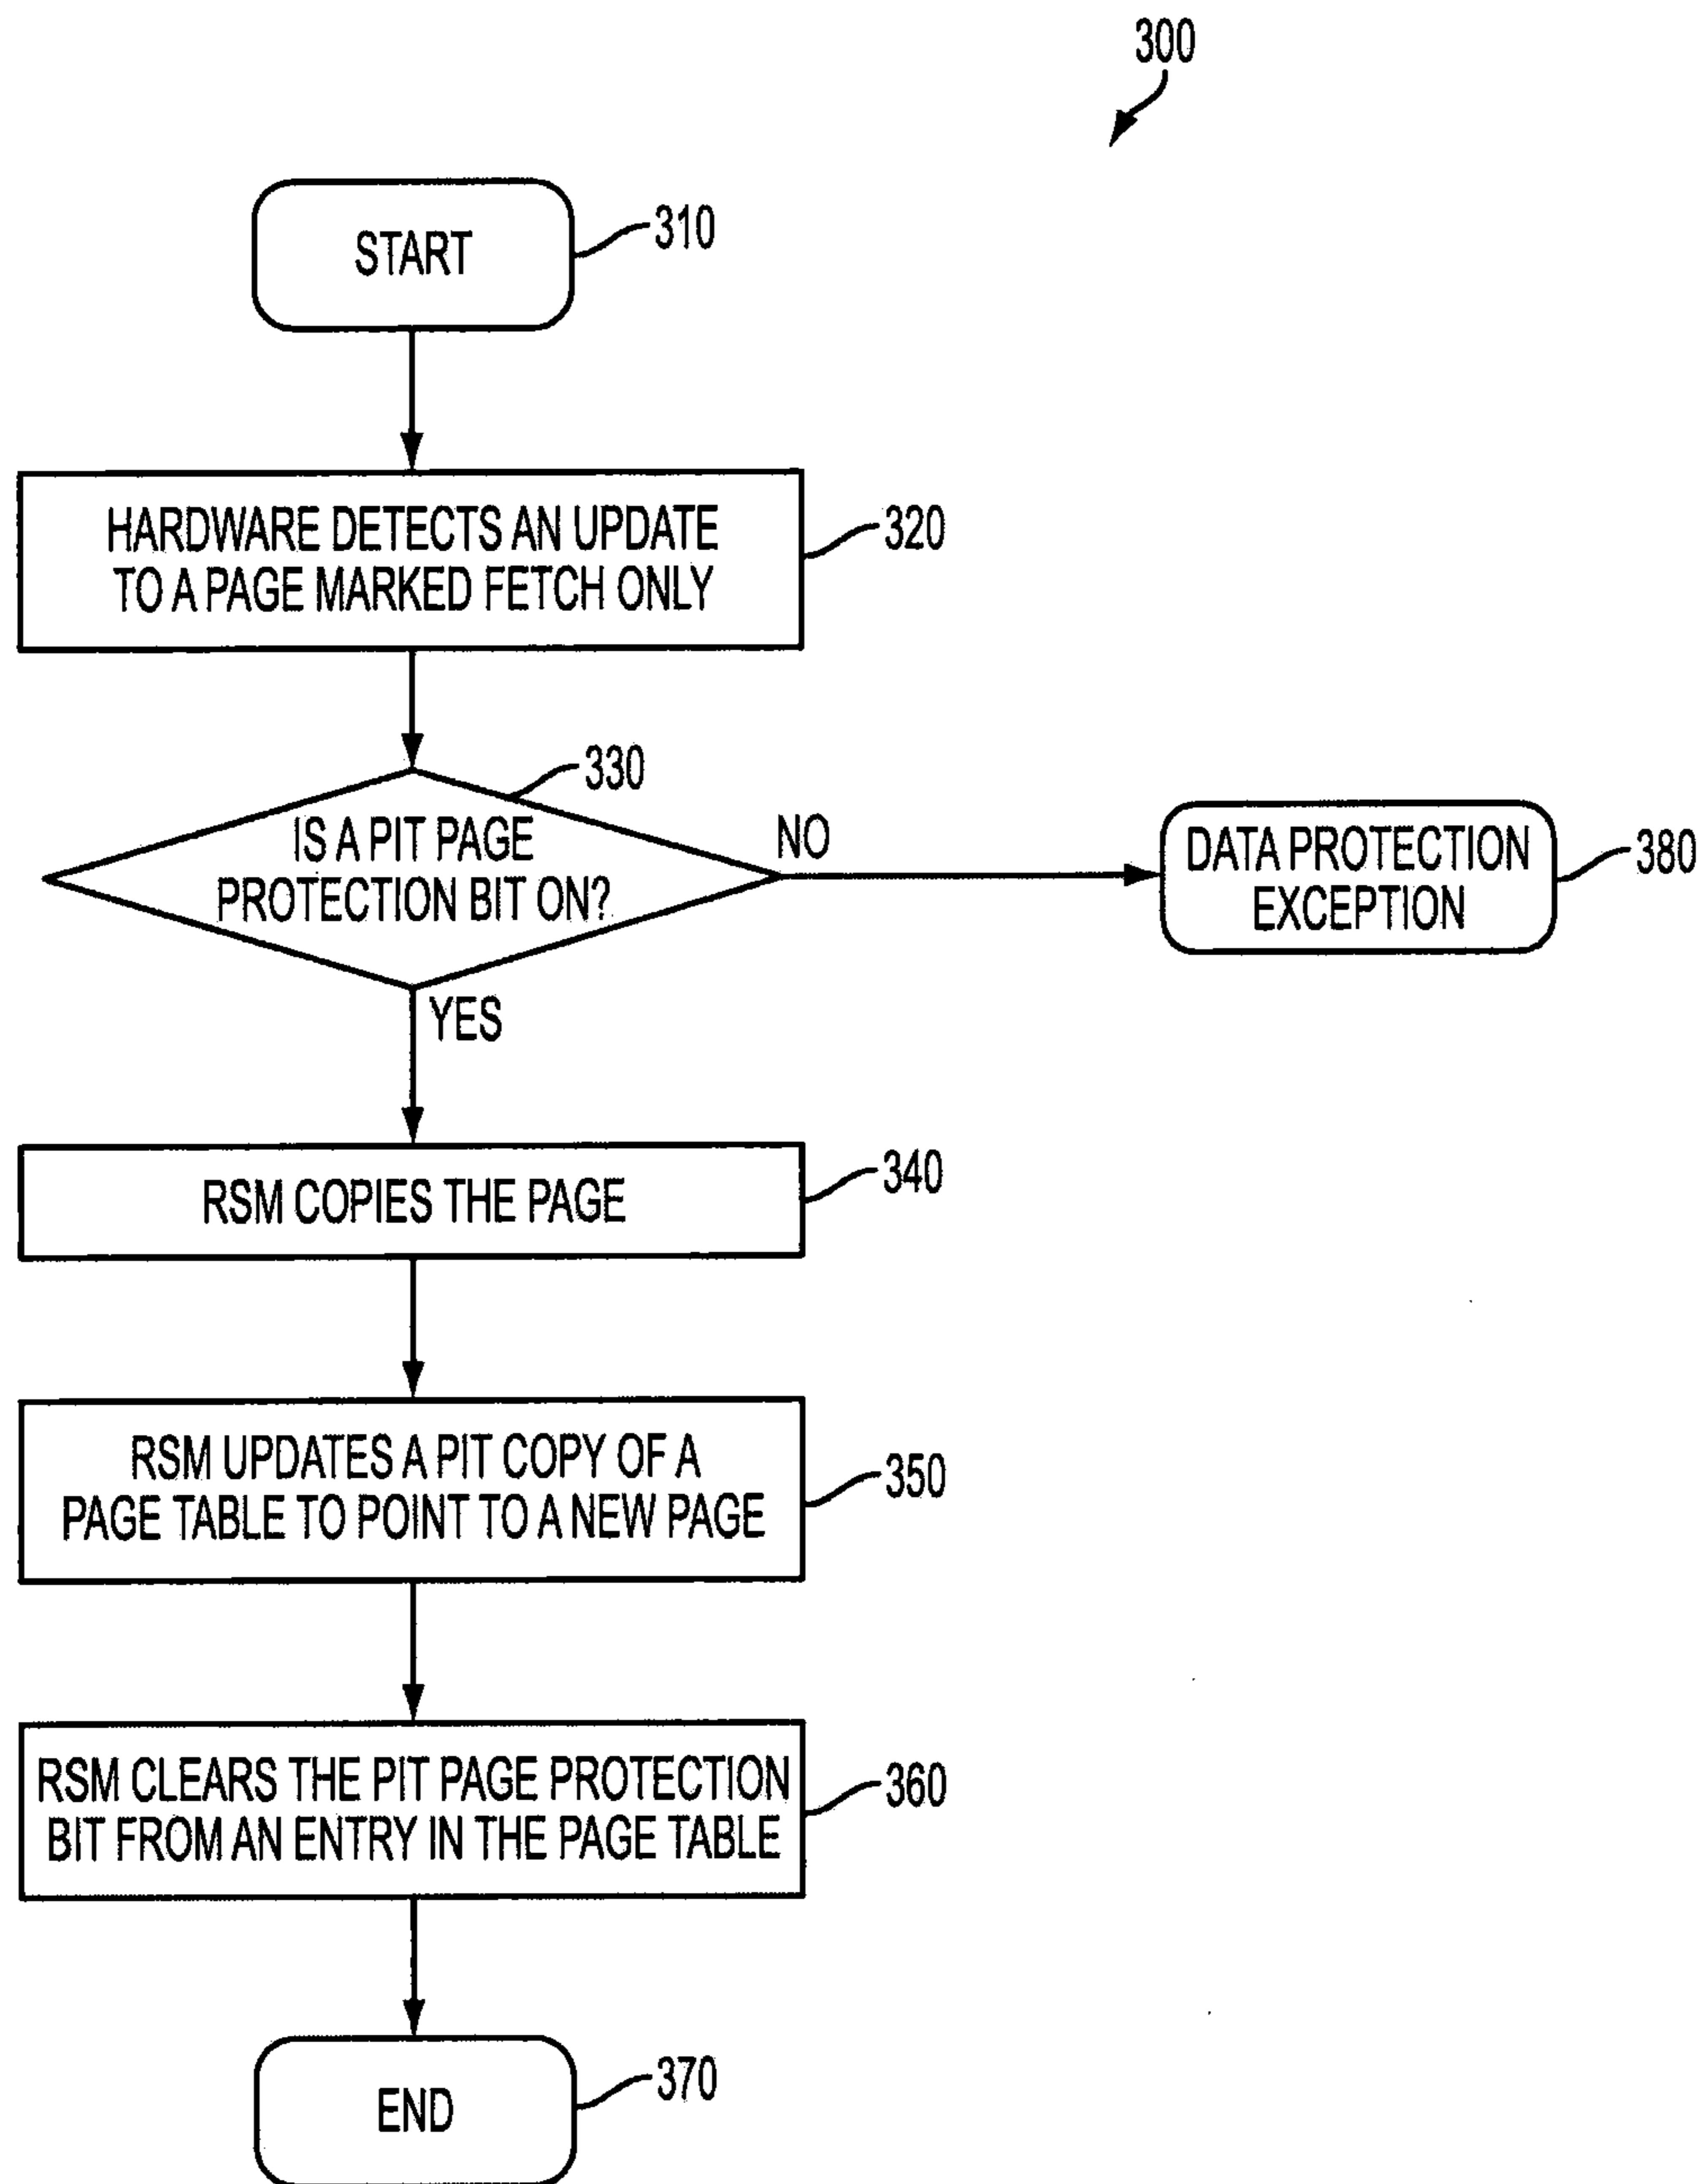 300
START
310
HARDWARE DETECTS AN UPDATE
TO A PAGE MARKED FETCH ONLY
320
330
IS A PIT PAGE
PROTECTION BIT ON?
NO
DATA PROTECTION
EXCEPTION
380
YES
RSM COPIES THE PAGE
340
RSM UPDATES A PIT COPY OF A
PAGE TABLE TO POINT TO A NEW PAGE
350
RSM CLEARS THE PIT PAGE PROTECTION
BIT FROM AN ENTRY IN THE PAGE TABLE
360
END
370